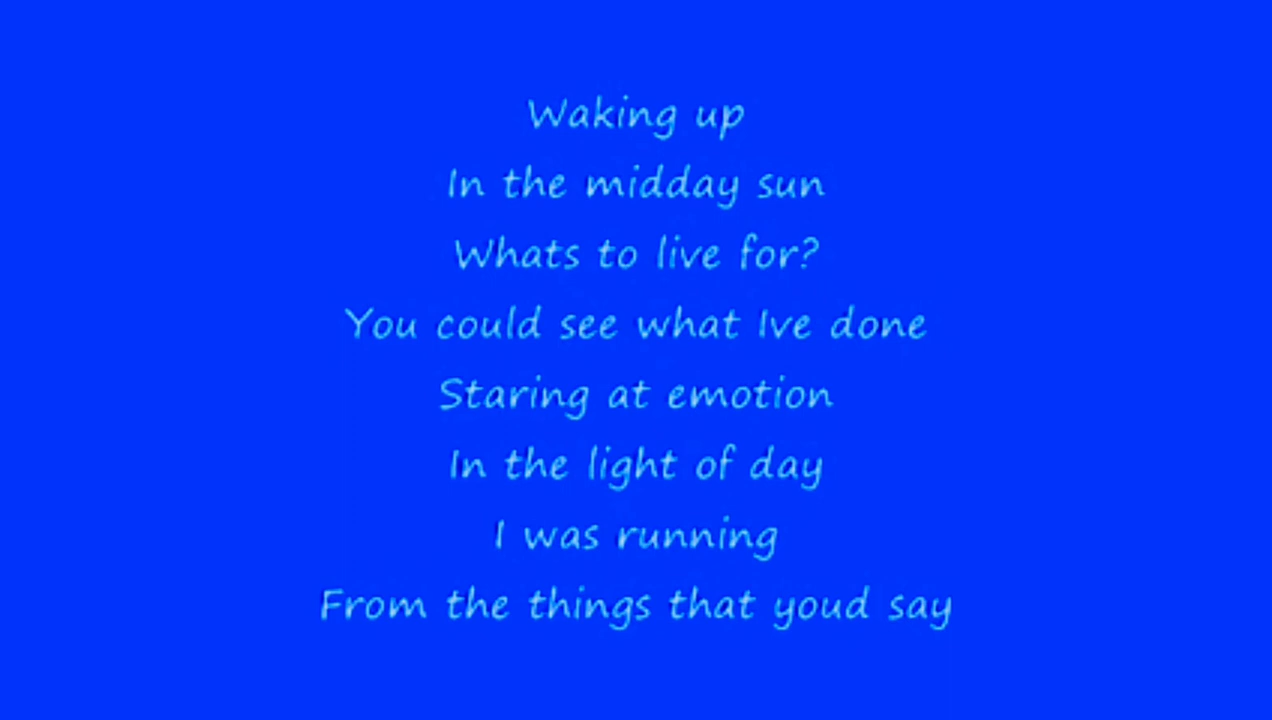 Waking up
In the midday sun
Whats to live for?
You could see what Ive done
Staring at emotion
In the light of day
I was running
From the things that youd say